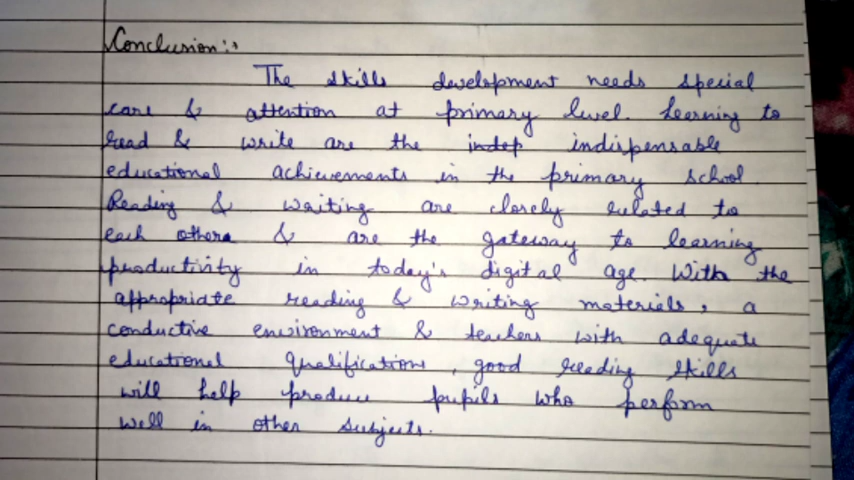 Conclusion:-
The skills development needs special
care & attention at primary level. Learning to
read & write are the indep indispensable
educational achievements in the primary school.
Reading & writing are closely related to
each others & are the gateway to learning
productivity in today's digital age. With the
appropriate reading & writing materials, a
conductive environment & teachers with adequate
educational qualifications, good reading skills
will help produce pupils who perform
well in other subjects.